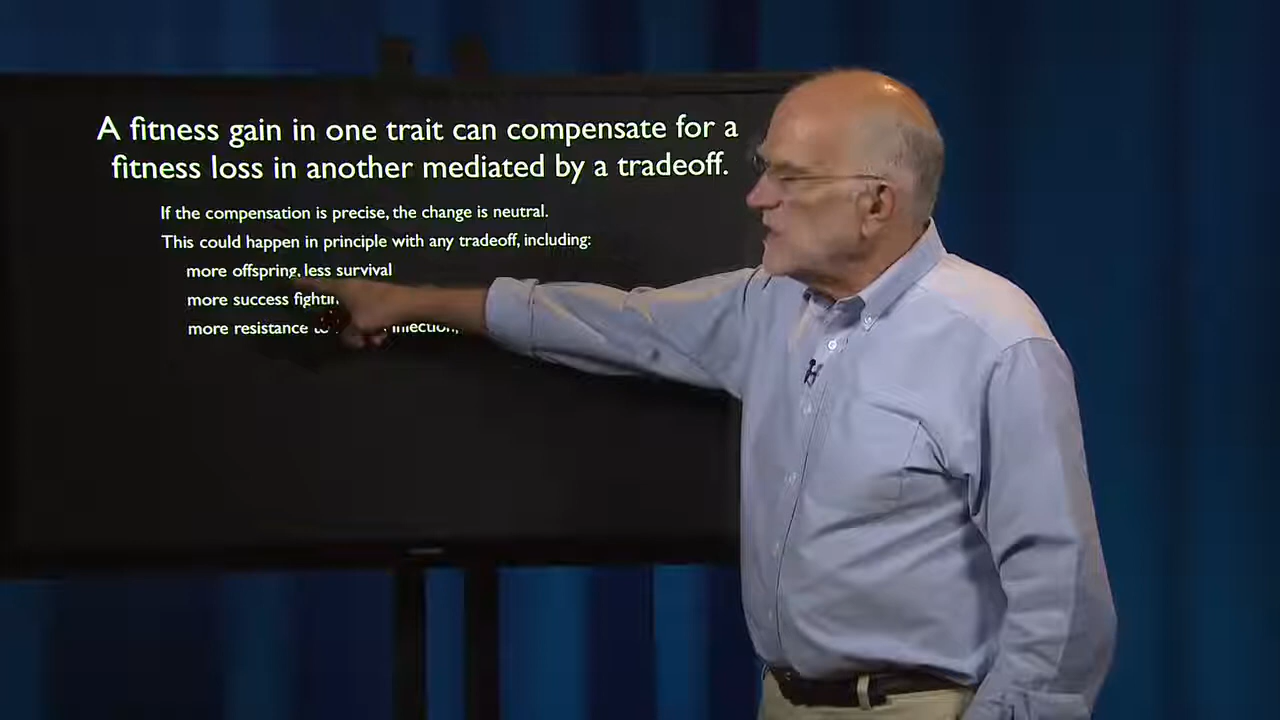 A fitness gain in one trait can compensate for a
fitness loss in another mediated by a tradeoff.
If the compensation is precise, the change is neutral.
This could happen in principle with any tradeoff, including:
more offspring, less survival
more success
more resistance infection,